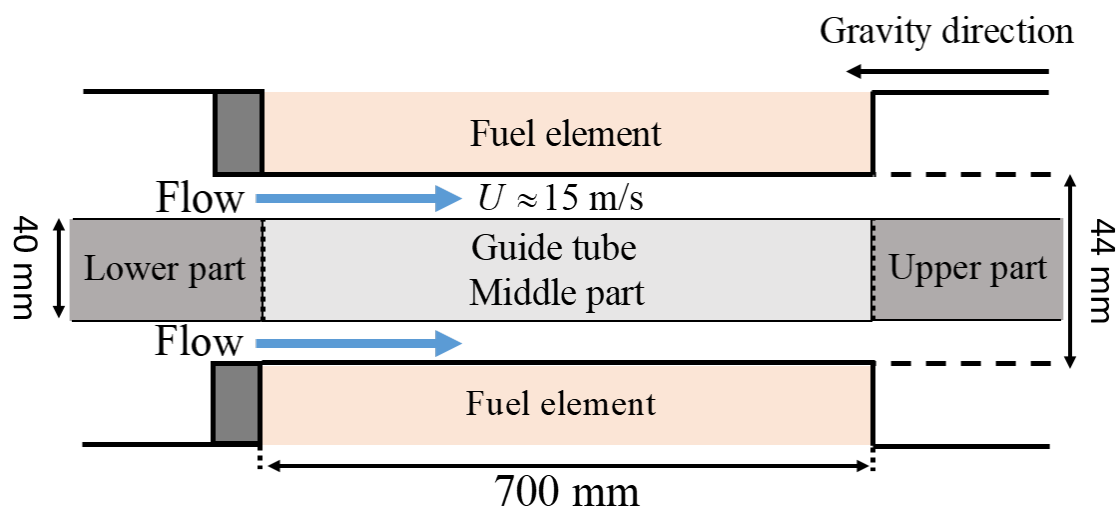 Gravity direction
Fuel element
Flow
U ≈ 15 m/s
40 mm
Lower part
Guide tube
Middle part
Upper part
44 mm
Flow
Fuel element
700 mm